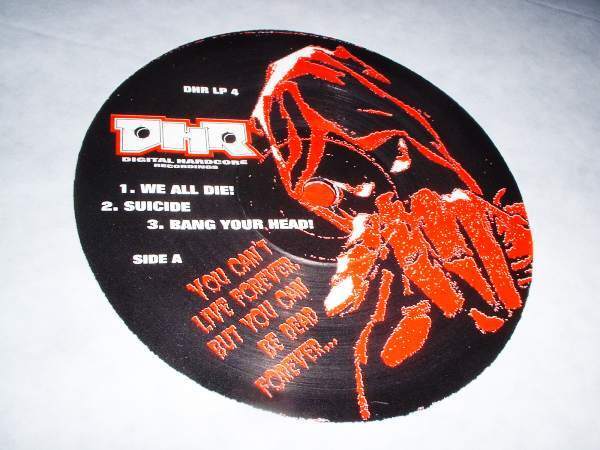 DHR LP 4
DHR
DIGITAL HARDCORE
RECORDINGS
1. WE ALL DIE!
2. SUICIDE
3. BANG YOUR HEAD!
SIDE A
YOU CAN'T
LIVE FOREVER,
BUT YOU CAN
BE DEAD
FOREVER...